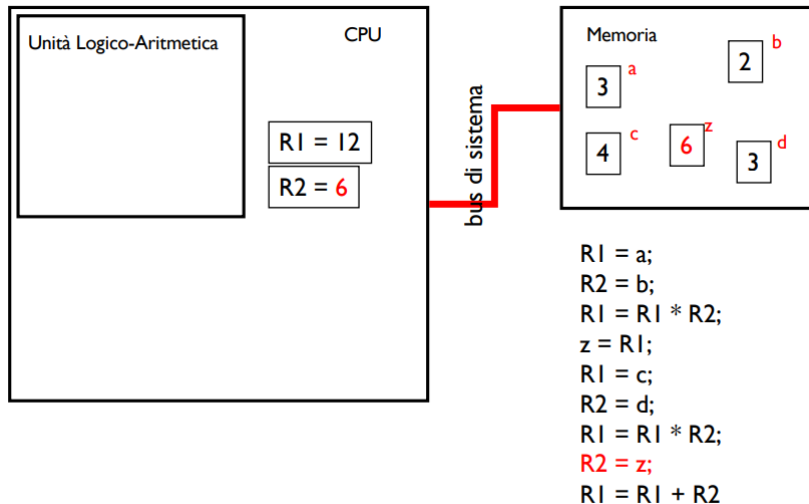 Unità Logico-Aritmetica
CPU
R1 = 12
R2 = 6
bus di sistema
Memoria
3 a
2 b
4 c
6 z
3 d
R1 = a;
R2 = b;
R1 = R1 * R2;
z = R1;
R1 = c;
R2 = d;
R1 = R1 * R2;
R2 = z;
R1 = R1 + R2